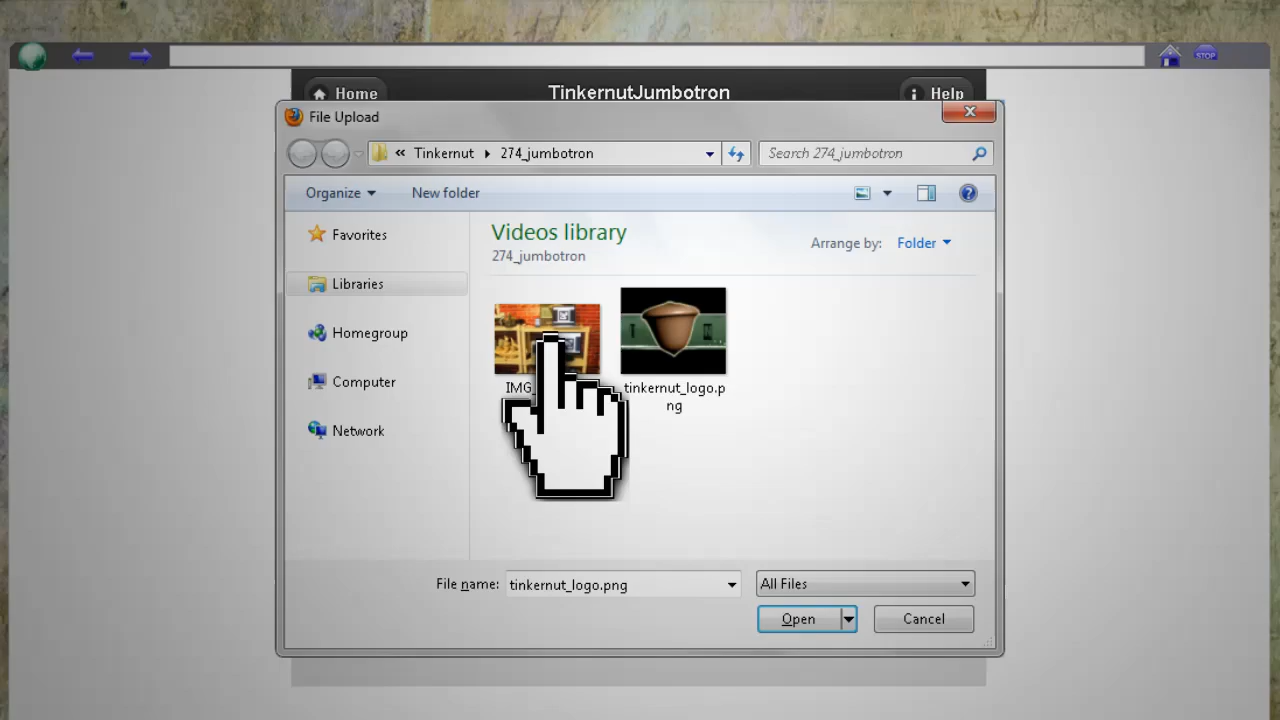 STOP
Home
TinkernutJumbotron
Help
File Upload
« Tinkernut 274_jumbotron
Search 274_jumbotron
Organize
New folder
Favorites
Libraries
Homegroup
Computer
Network
Videos library
274_jumbotron
Arrange by: Folder
IMG_
tinkernut_logo.p
ng
File name: tinkernut_logo.png
All Files
Open
Cancel